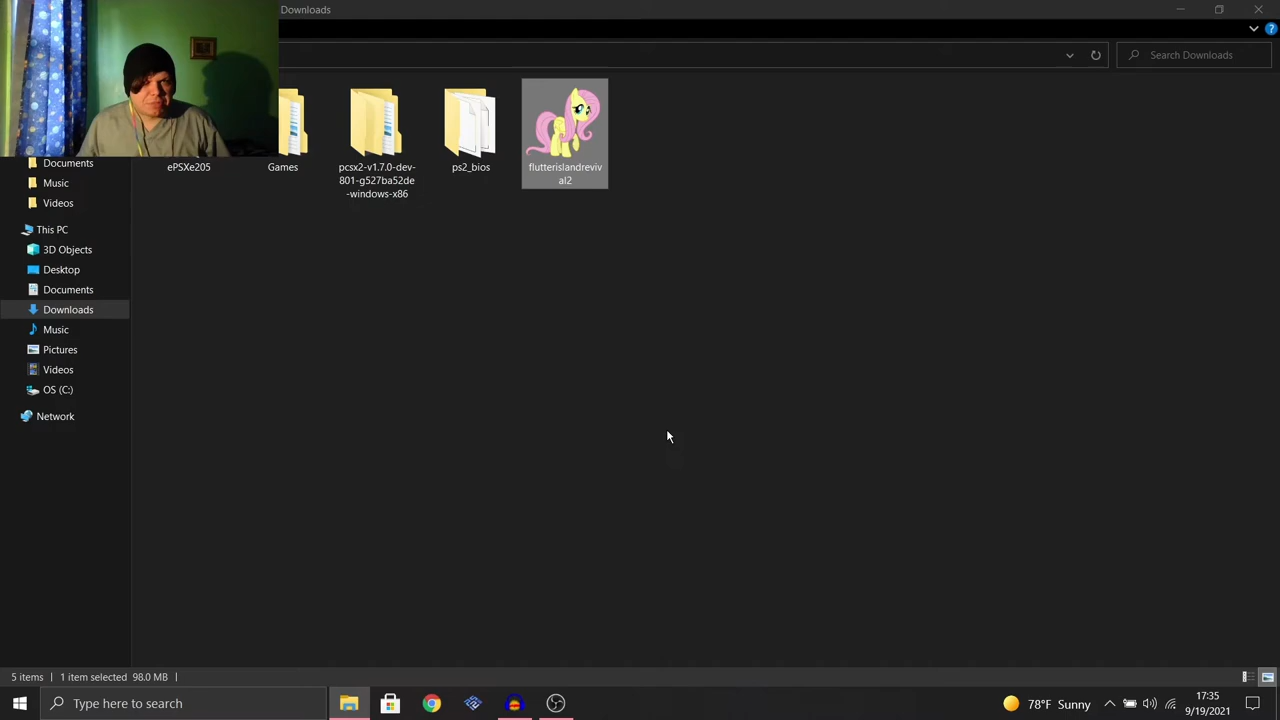 Downloads
Search Downloads
ePSXe205
Games
pcsx2-v1.7.0-dev-
801-g527ba52de
-windows-x86
ps2_bios
flutterislandrevi
al2
Documents
Music
Videos
This PC
3D Objects
Desktop
Documents
Downloads
Music
Pictures
Videos
OS (C:)
Network
5 items
1 item selected 98.0 MB
Type here to search
78°F Sunny
17:35
9/19/2021